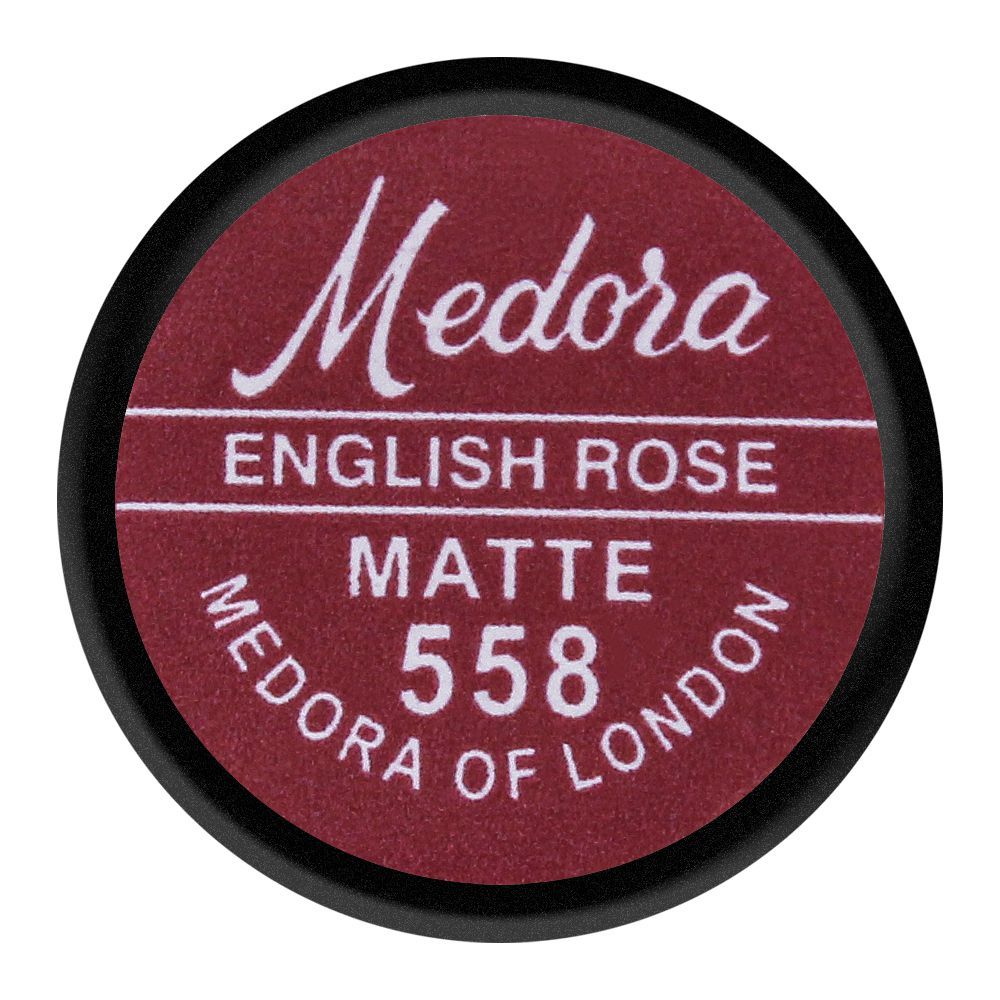 Medora
ENGLISH ROSE
MATTE
558
MEDORA OF LONDON